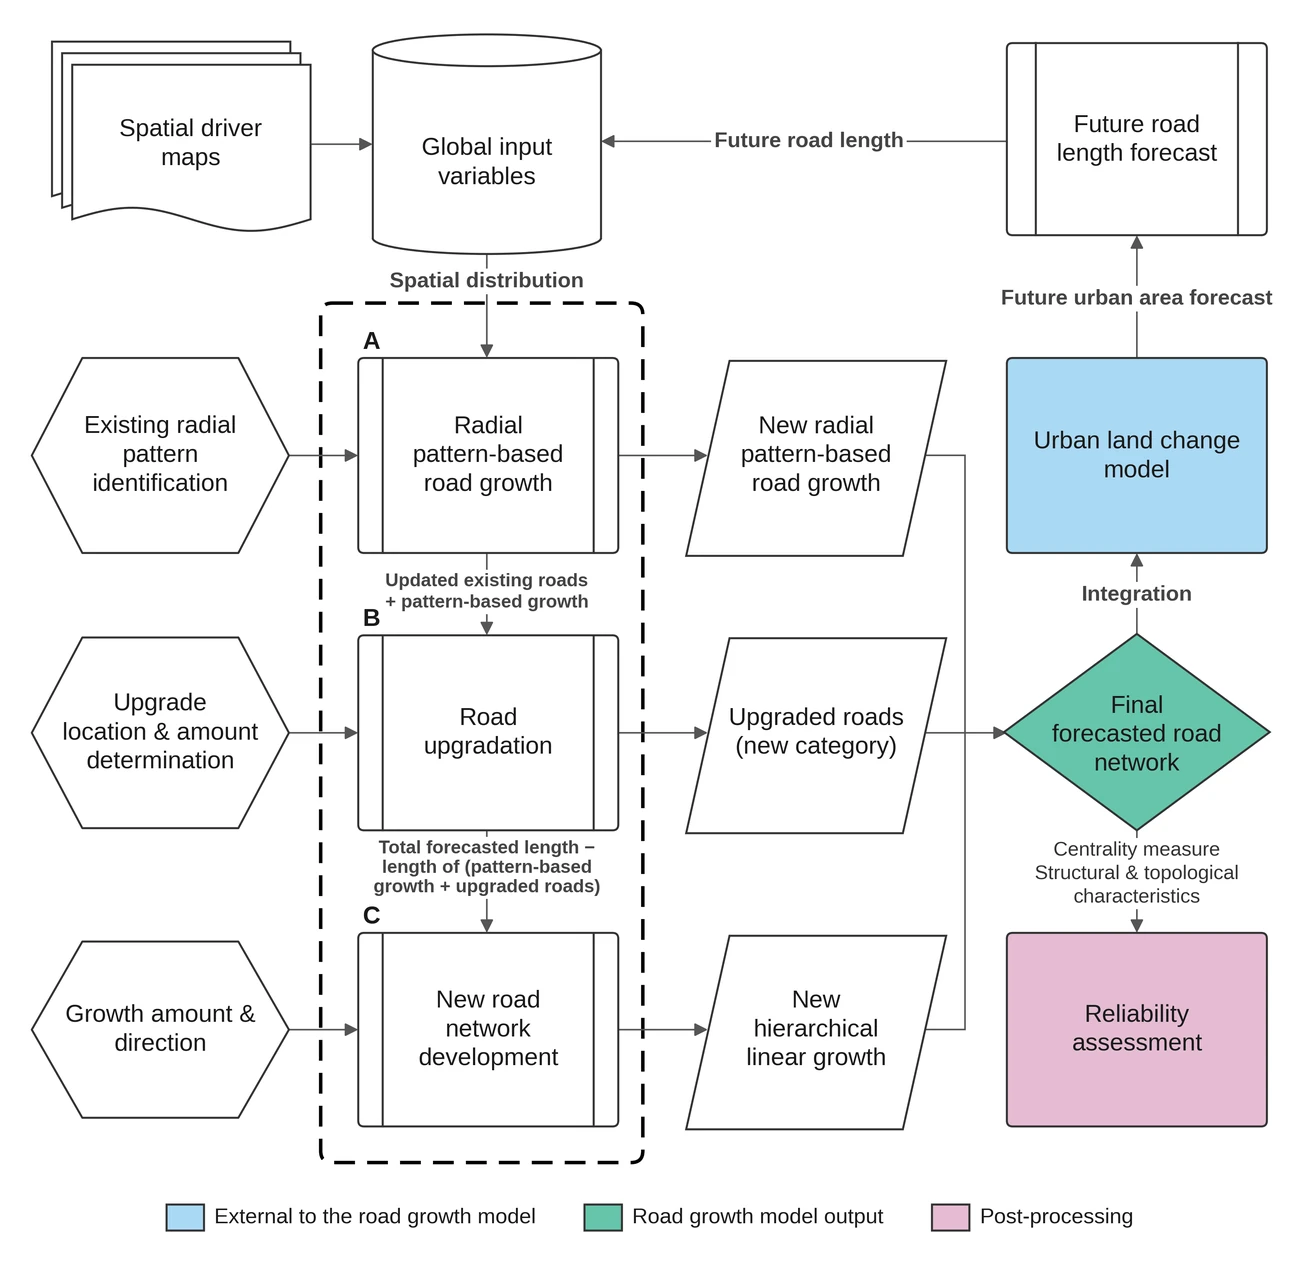 Spatial driver
maps
Global input
variables
Future road length
Future road
length forecast
Spatial distribution
Future urban area forecast
A
Existing radial
pattern
identification
Radial
pattern-based
road growth
New radial
pattern-based
road growth
Urban land change
model
Updated existing roads
+ pattern-based growth
Integration
B
Upgrade
location & amount
determination
Road
upgradation
Upgraded roads
(new category)
Final
forecasted road
network
Total forecasted length –
length of (pattern-based
growth + upgraded roads)
Centrality measure
Structural & topological
characteristics
C
Growth amount &
direction
New road
network
development
New
hierarchical
linear growth
Reliability
assessment
External to the road growth model
Road growth model output
Post-processing